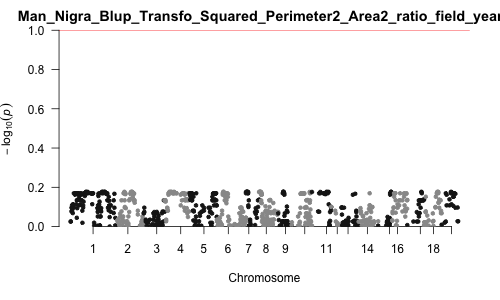 Man_Nigra_Blup_Transfo_Squared_Perimeter2_Area2_ratio_field_year
1.0
0.8
0.6
0.4
0.2
0.0
− log10(p)
1 2 3 4 5 6 7 8 9 11 14 16 18
Chromosome